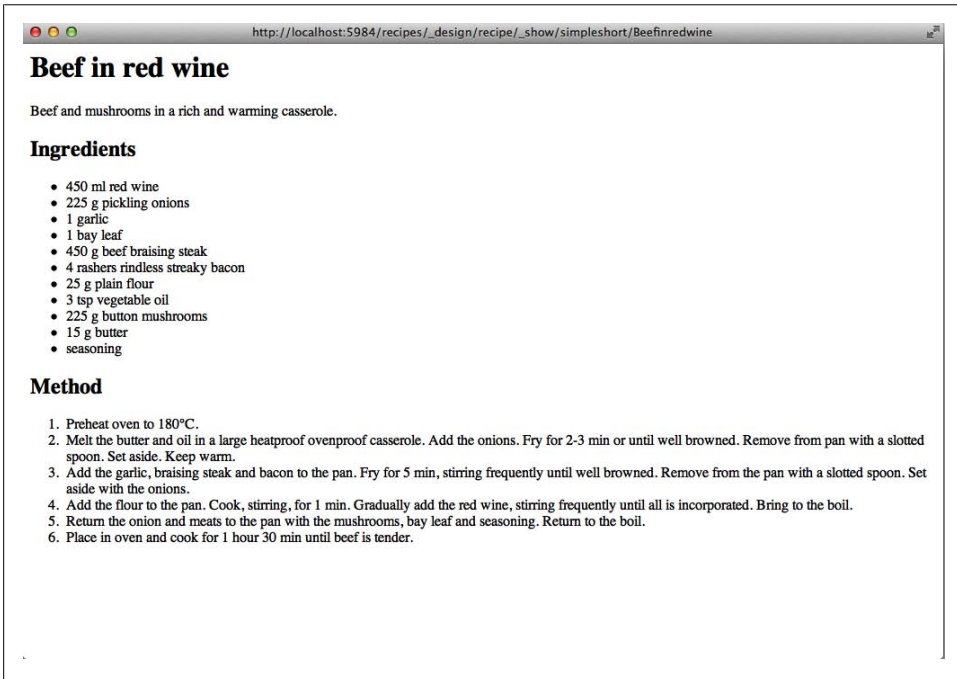 http://localhost:5984/recipes/_design/recipe/_show/simpleshort/Beefinredwine
Beef in red wine
Beef and mushrooms in a rich and warming casserole.
Ingredients
• 450 ml red wine
• 225 g pickling onions
• 1 garlic
• 1 bay leaf
• 450 g beef braising steak
• 4 rashers rindless streaky bacon
• 25 g plain flour
• 3 tsp vegetable oil
• 225 g button mushrooms
• 15 g butter
• seasoning
Method
1. Preheat oven to 180°C.
2. Melt the butter and oil in a large heatproof ovenproof casserole. Add the onions. Fry for 2-3 min or until well browned. Remove from pan with a slotted
spoon. Set aside. Keep warm.
3. Add the garlic, braising steak and bacon to the pan. Fry for 5 min, stirring frequently until well browned. Remove from the pan with a slotted spoon. Set
aside with the onions.
4. Add the flour to the pan. Cook, stirring, for 1 min. Gradually add the red wine, stirring frequently until all is incorporated. Bring to the boil.
5. Return the onion and meats to the pan with the mushrooms, bay leaf and seasoning. Return to the boil.
6. Place in oven and cook for 1 hour 30 min until beef is tender.